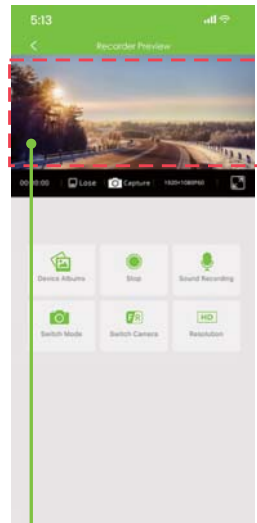 5:13
Recorder Preview
00:00:00 Lose Capture 1920*1080P60
Device Albums Stop Sound Recording
HD
Switch Mode Switch Camera Resolution